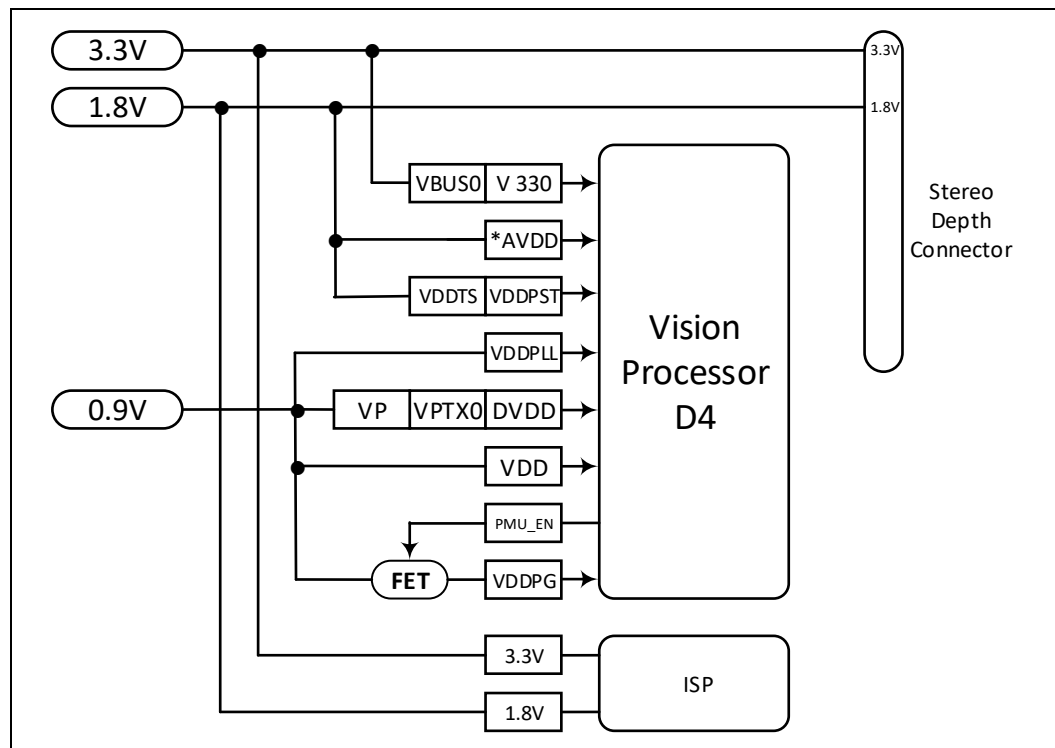 3.3V
3.3V
1.8V
1.8V
VBUS0 V 330
*AVDD
Stereo
Depth
Connector
VDDTS VDDPST
Vision
Processor
D4
VDDPLL
0.9V
VP VPTX0 DVDD
VDD
PMU_EN
FET
VDDPG
3.3V
ISP
1.8V